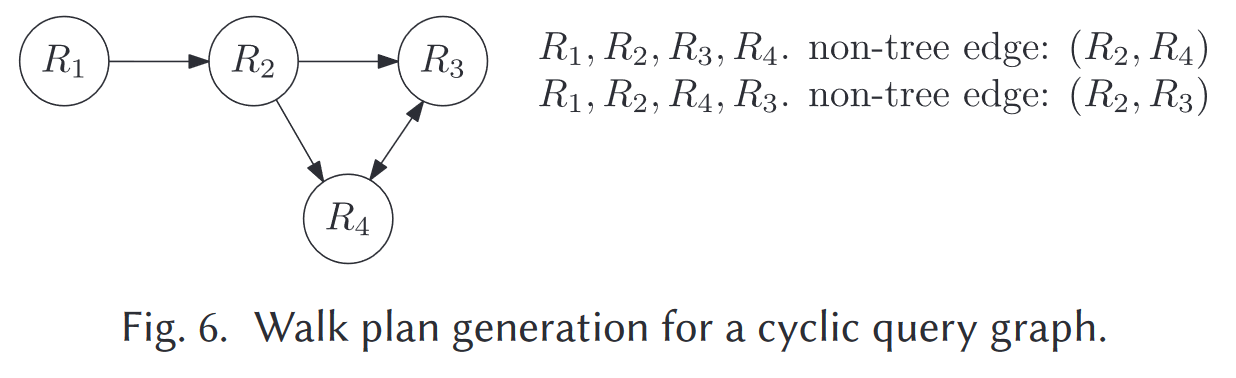 R₁ R₂ R₃ R₁, R₂, R₃, R₄. non-tree edge: (R₂, R₄)
R₁, R₂, R₄, R₃. non-tree edge: (R₂, R₃)
R₄
Fig. 6. Walk plan generation for a cyclic query graph.